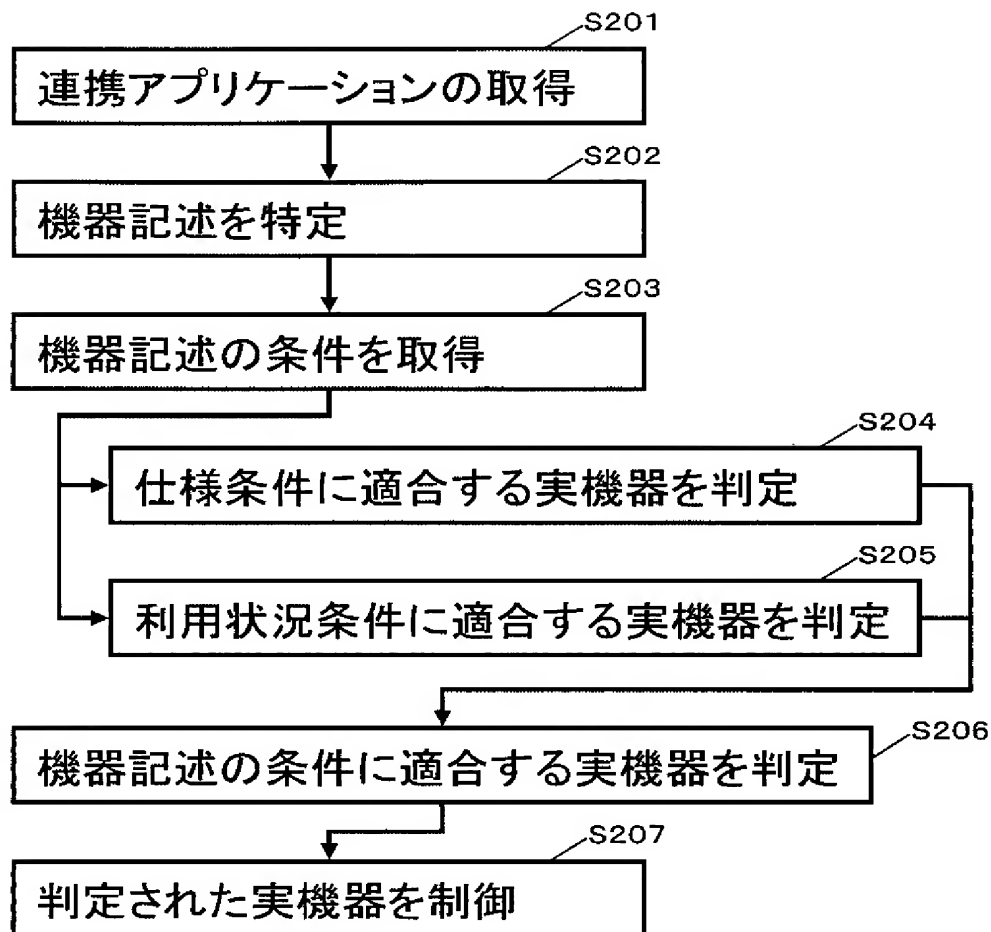 S201
連携アプリケーションの取得
S202
機器記述を特定
S203
機器記述の条件を取得
S204
仕様条件に適合する実機器を判定
S205
利用状況条件に適合する実機器を判定
S206
機器記述の条件に適合する実機器を判定
S207
判定された実機器を制御